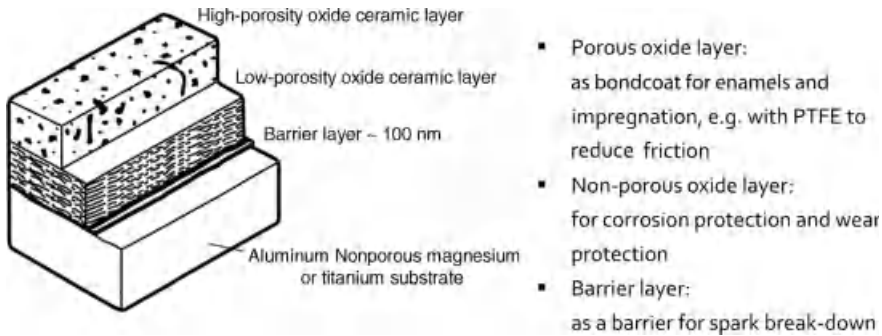 High-porosity oxide ceramic layer
Low-porosity oxide ceramic layer
Barrier layer ~ 100 nm
Aluminum Nonporous magnesium
or titanium substrate
▪ Porous oxide layer:
as bondcoat for enamels and
impregnation, e.g. with PTFE to
reduce friction
▪ Non-porous oxide layer:
for corrosion protection and wear
protection
▪ Barrier layer:
as a barrier for spark break-down